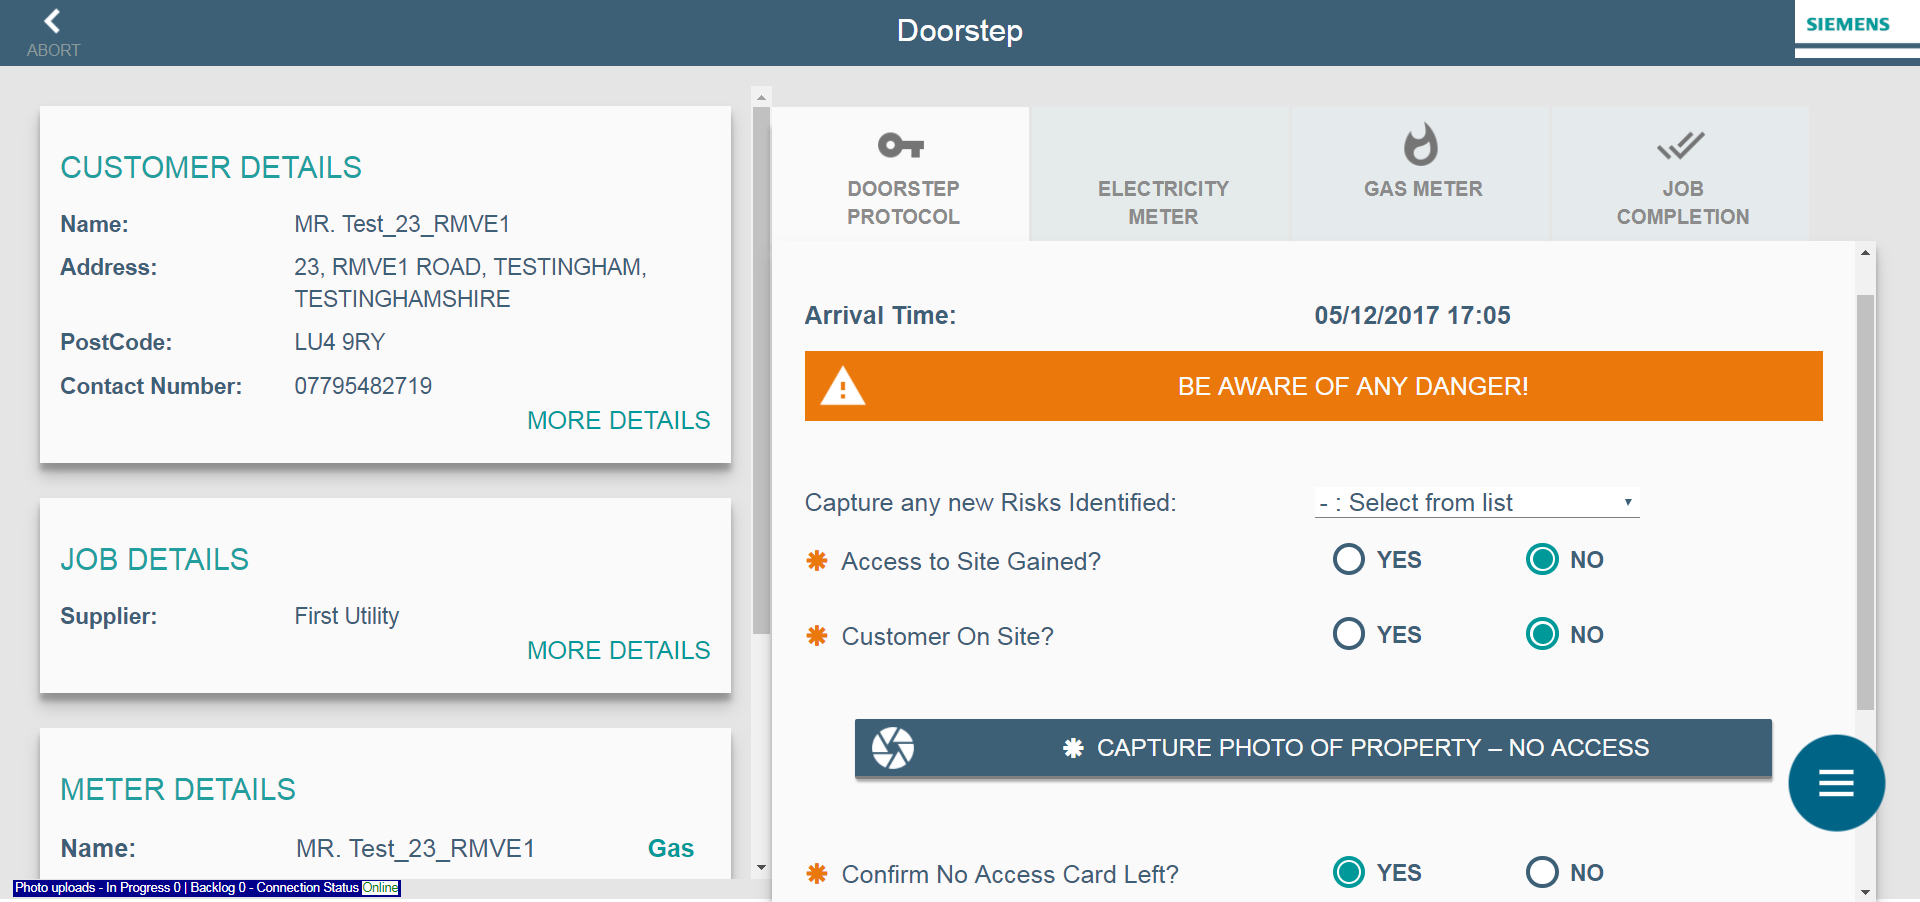 ABORT
Doorstep
SIEMENS
CUSTOMER DETAILS
Name: MR. Test_23_RMVE1
Address: 23, RMVE1 ROAD, TESTINGHAM,
TESTINGHAMSHIRE
PostCode: LU4 9RY
Contact Number: 07795482719
MORE DETAILS
JOB DETAILS
Supplier: First Utility
MORE DETAILS
METER DETAILS
Name: MR. Test_23_RMVE1 Gas
Photo uploads - In Progress 0 | Backlog 0 - Connection Status Online
DOORSTEP
PROTOCOL
ELECTRICITY
METER
GAS METER
JOB
COMPLETION
Arrival Time: 05/12/2017 17:05
BE AWARE OF ANY DANGER!
Capture any new Risks Identified: - : Select from list
✱ Access to Site Gained? YES NO
✱ Customer On Site? YES NO
✱ CAPTURE PHOTO OF PROPERTY – NO ACCESS
✱ Confirm No Access Card Left? YES NO